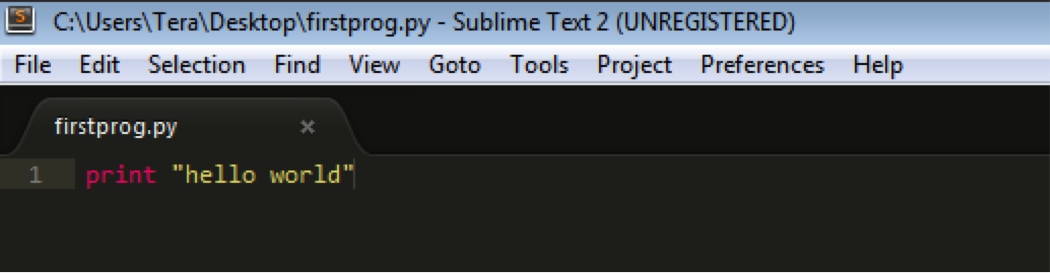 C:\Users\Tera\Desktop\firstprog.py - Sublime Text 2 (UNREGISTERED)
File Edit Selection Find View Goto Tools Project Preferences Help
firstprog.py ×
1 print "hello world"